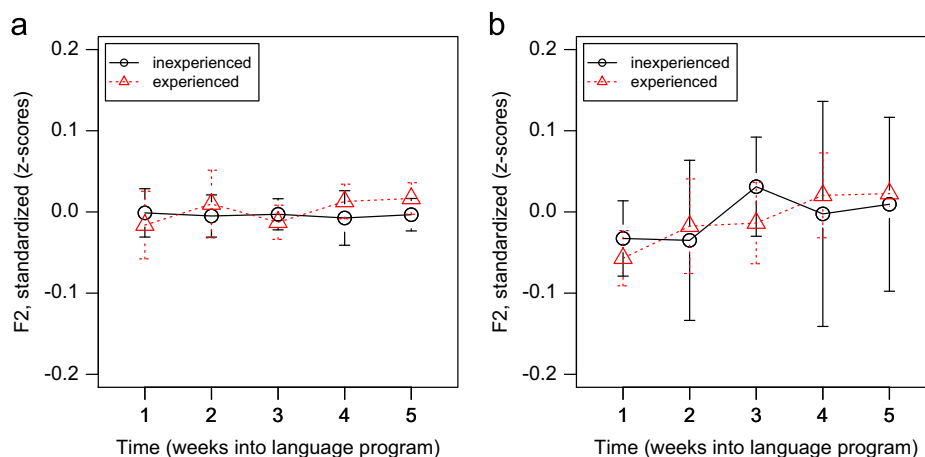 a
0.2
0.1
0.0
-0.1
-0.2
F2, standardized (z-scores)
inexperienced
experienced
1 2 3 4 5
Time (weeks into language program)
b
0.2
0.1
0.0
-0.1
-0.2
F2, standardized (z-scores)
inexperienced
experienced
1 2 3 4 5
Time (weeks into language program)